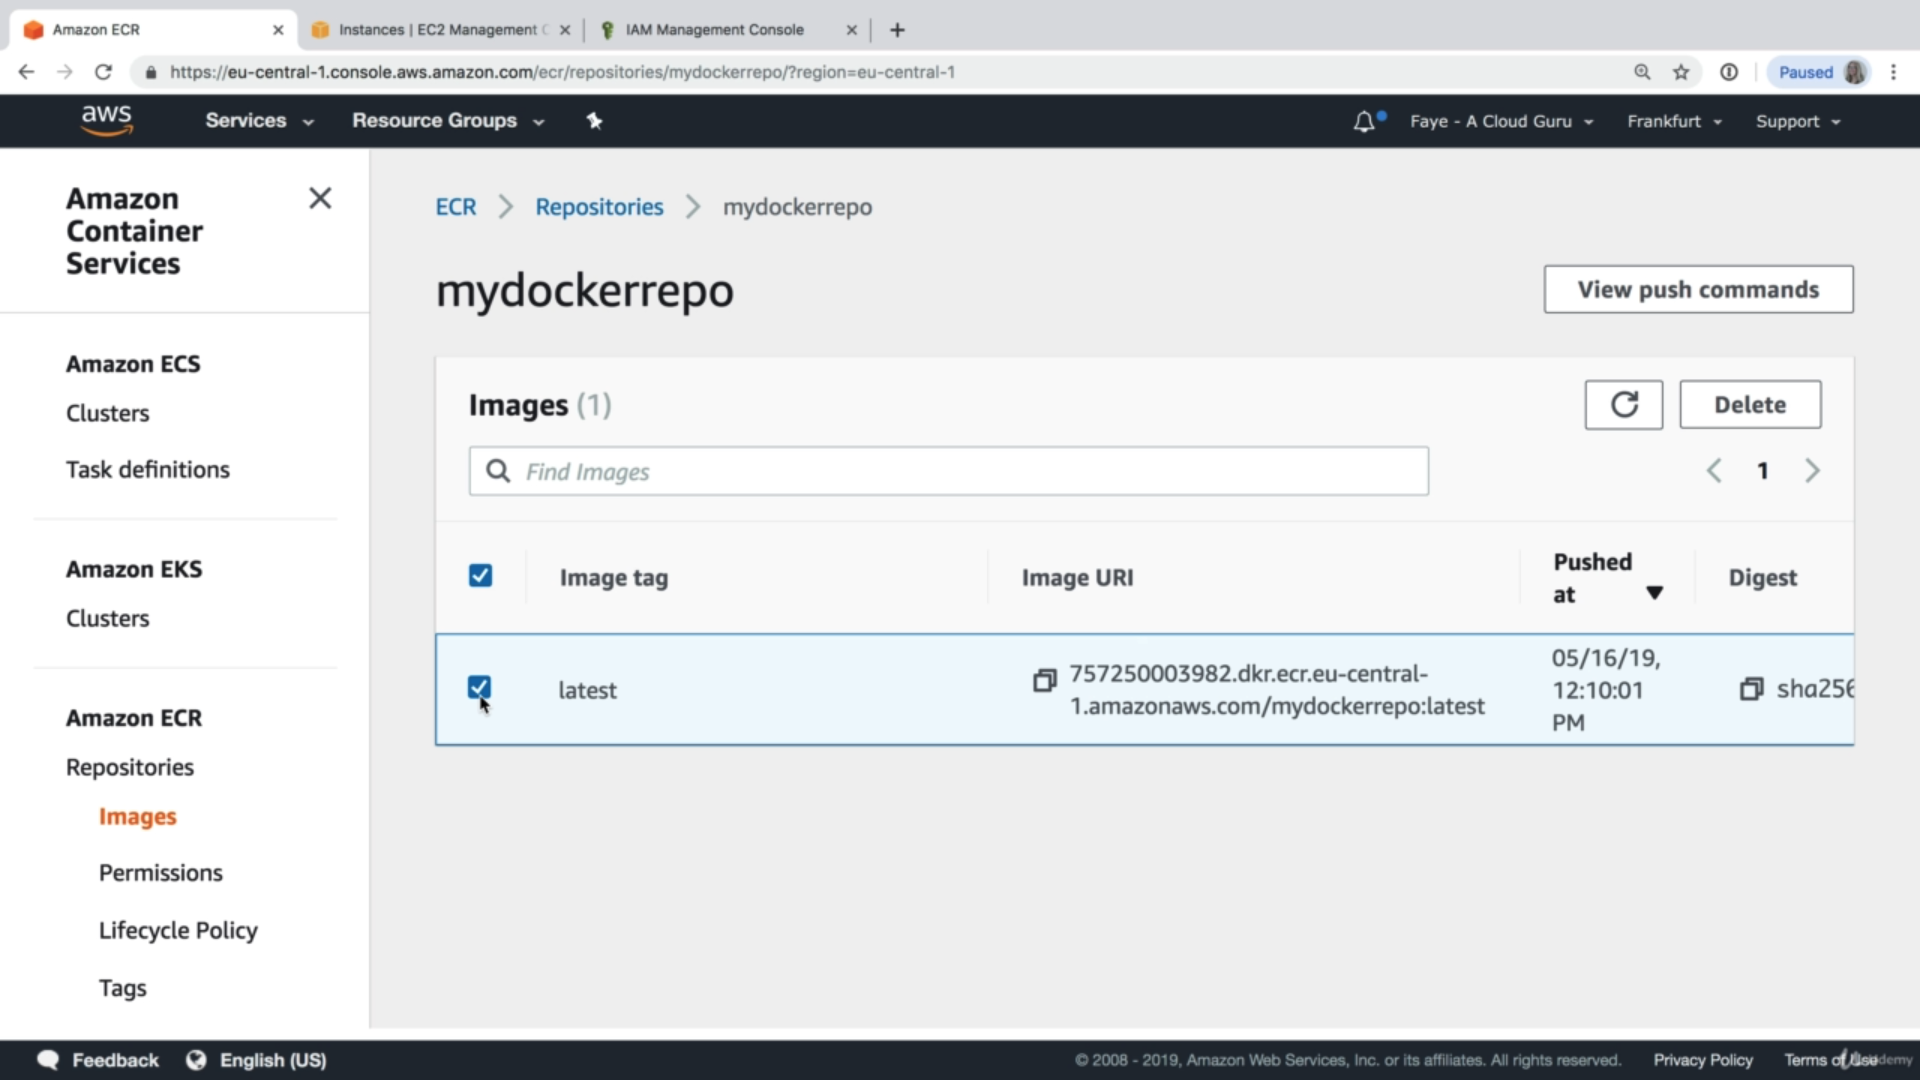 Amazon ECR
Instances | EC2 Management C
IAM Management Console
https://eu-central-1.console.aws.amazon.com/ecr/repositories/mydockerrepo/?region=eu-central-1
Paused
aws
Services
Resource Groups
Faye - A Cloud Guru
Frankfurt
Support
Amazon
Container
Services
Amazon ECS
Clusters
Task definitions
Amazon EKS
Clusters
Amazon ECR
Repositories
Images
Permissions
Lifecycle Policy
Tags
ECR
Repositories
mydockerrepo
mydockerrepo
View push commands
Images (1)
Delete
Find Images
1
Image tag
Image URI
Pushed
at
Digest
latest
757250003982.dkr.ecr.eu-central-
1.amazonaws.com/mydockerrepo:latest
05/16/19,
12:10:01
PM
sha256
Feedback
English (US)
© 2008 - 2019, Amazon Web Services, Inc. or its affiliates. All rights reserved.
Privacy Policy
Terms of Use